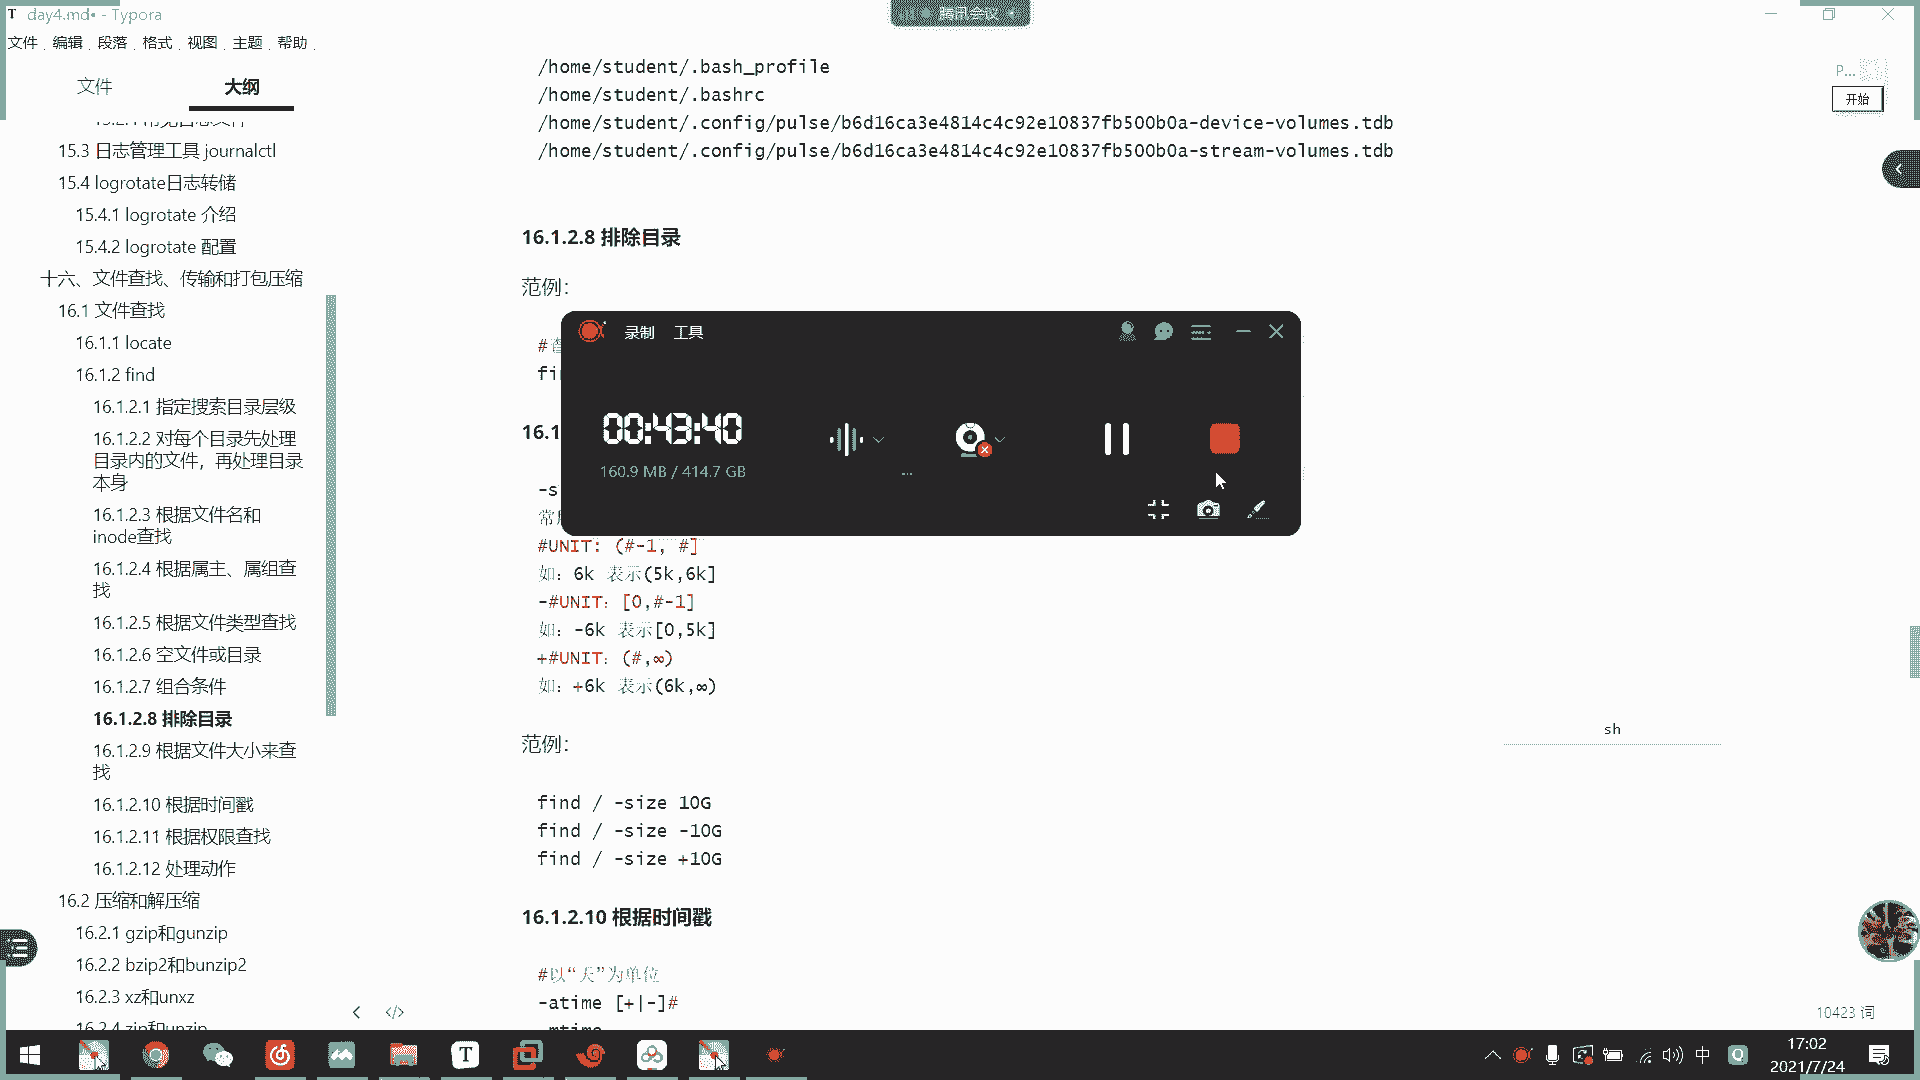 day4.md• - Typora
腾讯会议
文件 编辑 段落 格式 视图 主题 帮助
文件
大纲
15.3 日志管理工具 journalctl
15.4 logrotate日志转储
15.4.1 logrotate 介绍
15.4.2 logrotate 配置
十六、文件查找、传输和打包压缩
16.1 文件查找
16.1.1 locate
16.1.2 find
16.1.2.1 指定搜索目录层级
16.1.2.2 对每个目录先处理
目录内的文件，再处理目录
本身
16.1.2.3 根据文件名和
inode查找
16.1.2.4 根据属主、属组查
找
16.1.2.5 根据文件类型查找
16.1.2.6 空文件或目录
16.1.2.7 组合条件
16.1.2.8 排除目录
16.1.2.9 根据文件大小来查
找
16.1.2.10 根据时间戳
16.1.2.11 根据权限查找
16.1.2.12 处理动作
16.2 压缩和解压缩
16.2.1 gzip和gunzip
16.2.2 bzip2和bunzip2
16.2.3 xz和unxz
16.2.4 zip和unzip
/home/student/.bash_profile
/home/student/.bashrc
/home/student/.config/pulse/b6d16ca3e4814c4c92e10837fb500b0a-device-volumes.tdb
/home/student/.config/pulse/b6d16ca3e4814c4c92e10837fb500b0a-stream-volumes.tdb
16.1.2.8 排除目录
范例：
录制 工具
00:43:40
160.9 MB / 414.7 GB
...
16.1
#UNIT: (#-1, #]
如：6k 表示(5k,6k]
-#UNIT：[0,#-1]
如：-6k 表示[0,5k]
+#UNIT：(#,∞)
如：+6k 表示(6k,∞)
sh
范例：
find / -size 10G
find / -size -10G
find / -size +10G
16.1.2.10 根据时间戳
#以“天”为单位
-atime [+|-]#
-mtime
P...
开始
</>
10423 词
中
17:02
2021/7/24